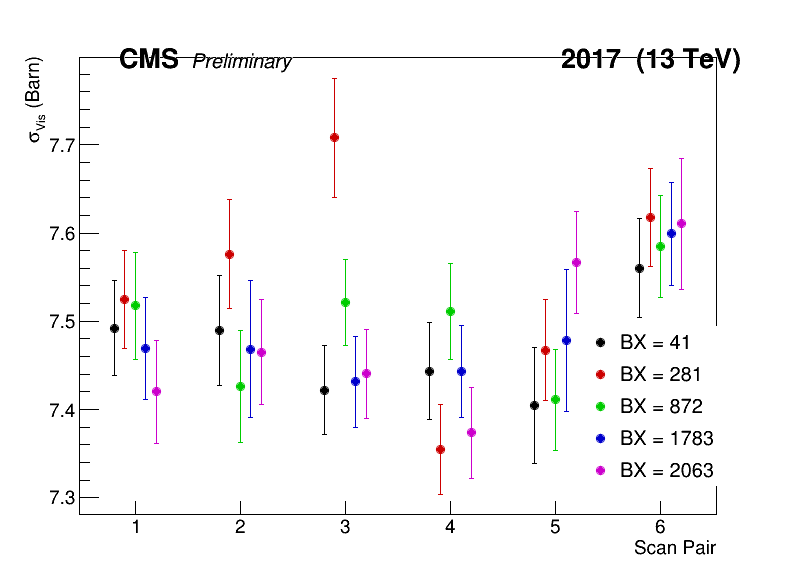 CMS Preliminary 2017 (13 TeV)
σVis (Barn)
7.7
7.6
7.5
7.4
7.3
BX = 41
BX = 281
BX = 872
BX = 1783
BX = 2063
1 2 3 4 5 6
Scan Pair